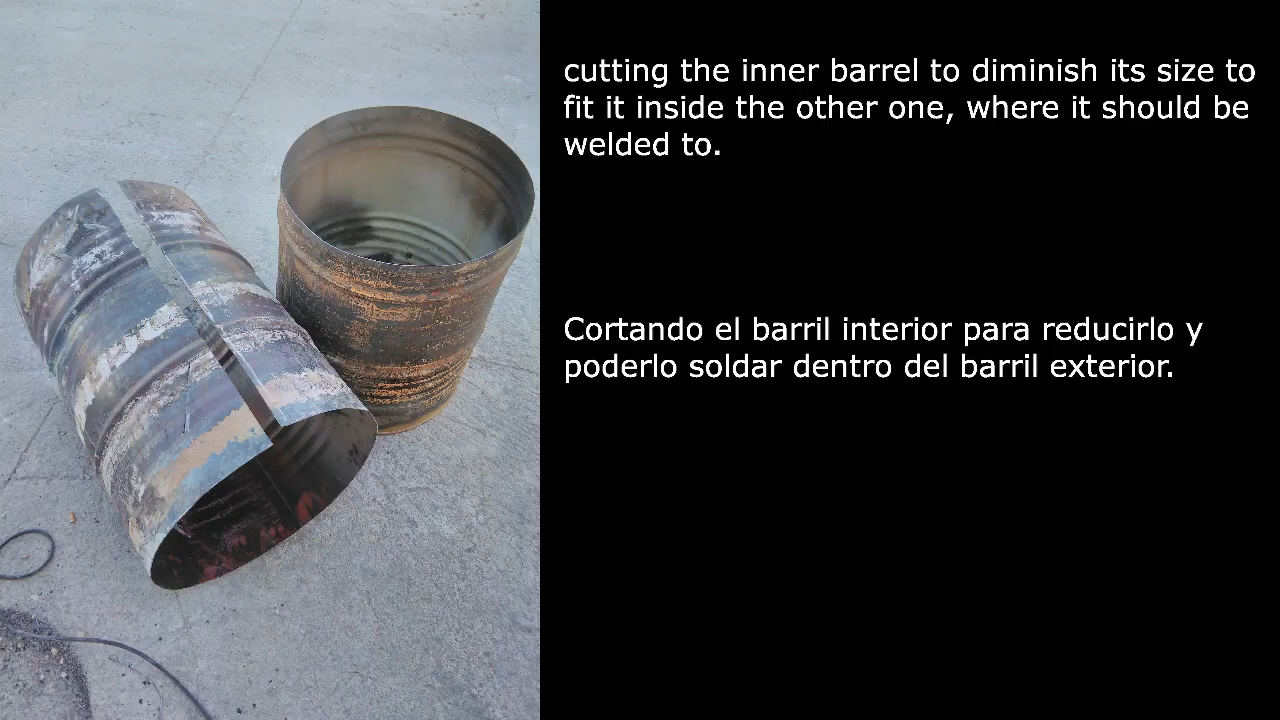 cutting the inner barrel to diminish its size to
fit it inside the other one, where it should be
welded to.
Cortando el barril interior para reducirlo y
poderlo soldar dentro del barril exterior.